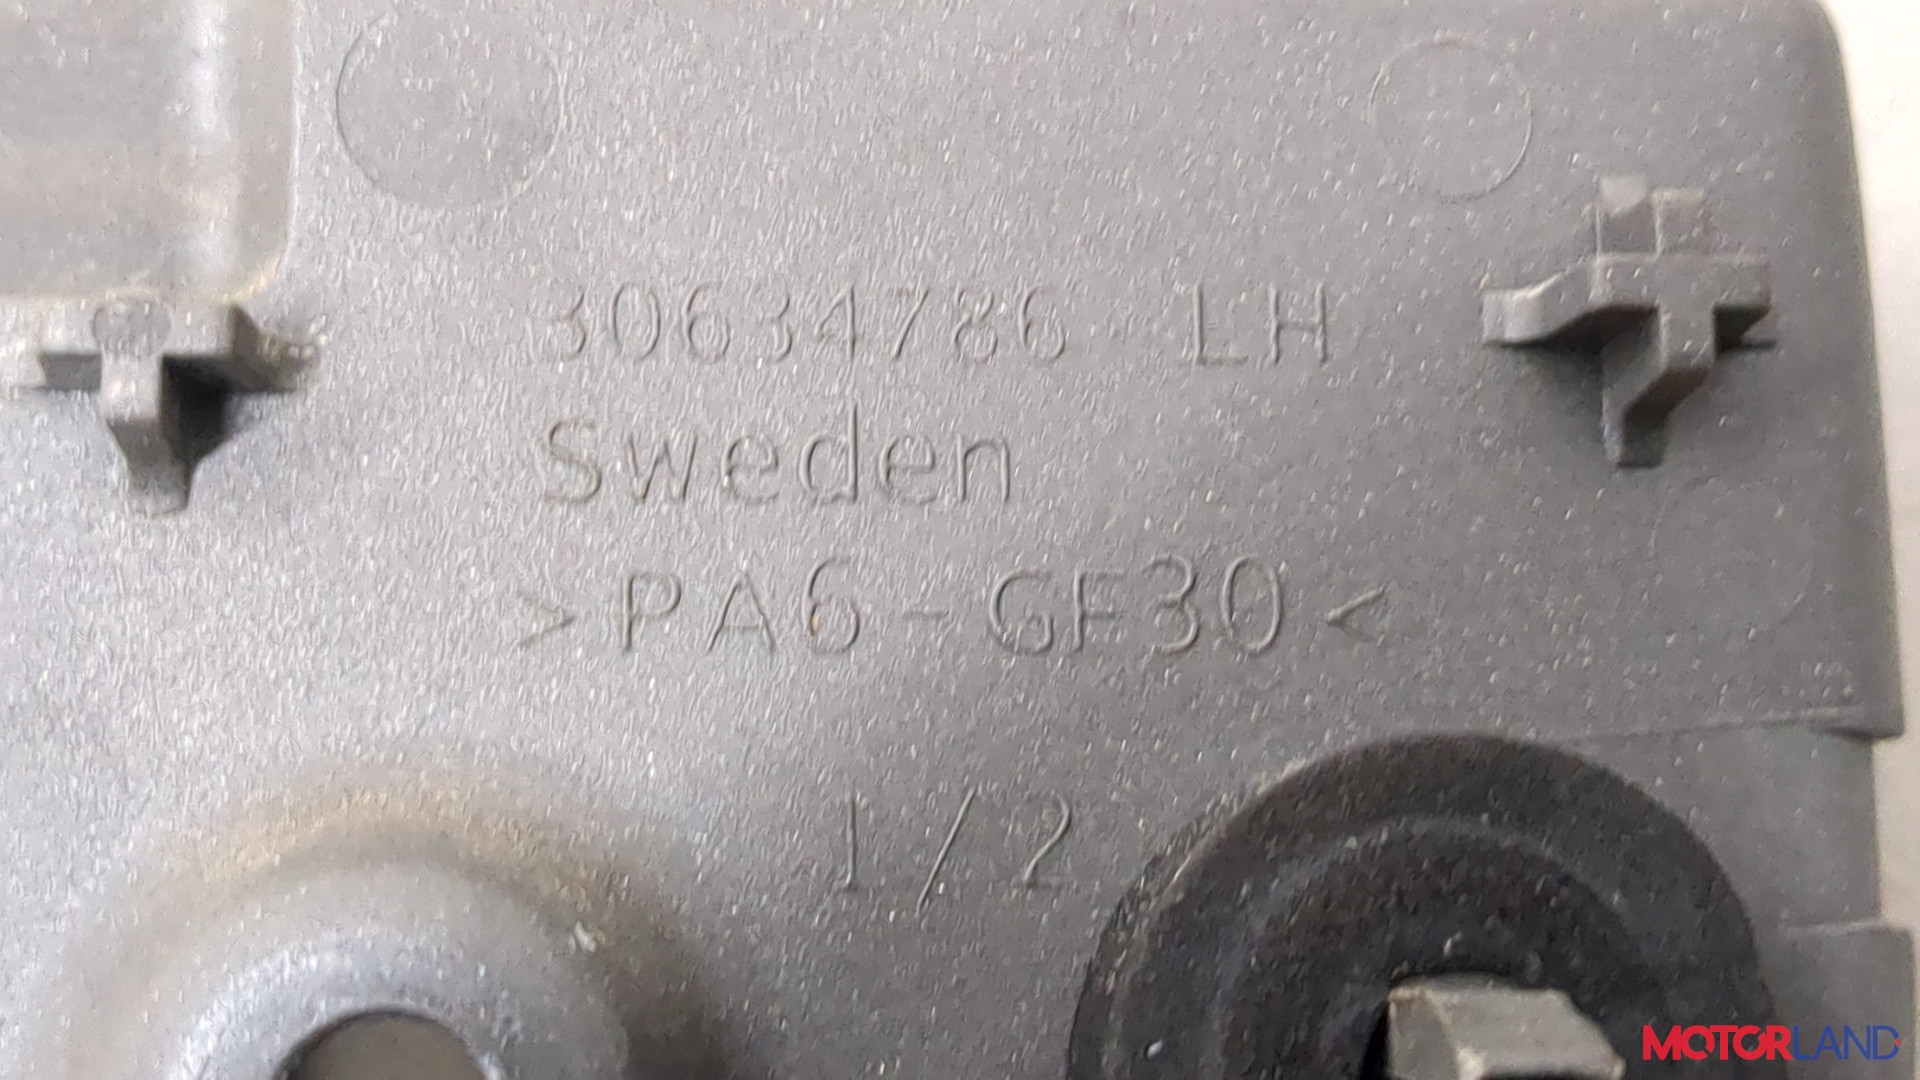 30634786 LH
Sweden
>PA6-GF30<
1/2
MOTORLAND